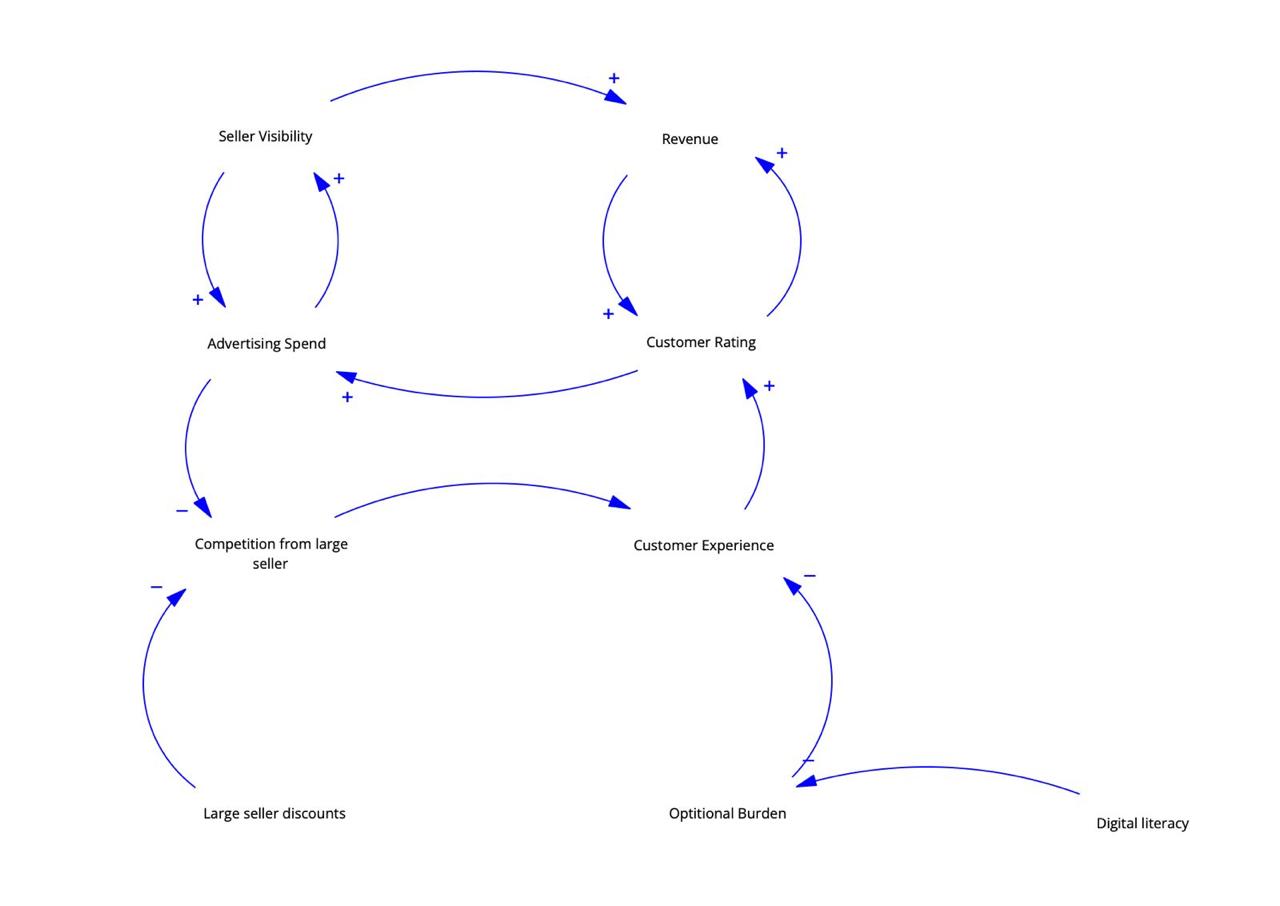 +
Seller Visibility
Revenue
+
+
+
+
Advertising Spend
Customer Rating
+
+
−
Competition from large
seller
Customer Experience
−
−
−
Large seller discounts
Optitional Burden
Digital literacy